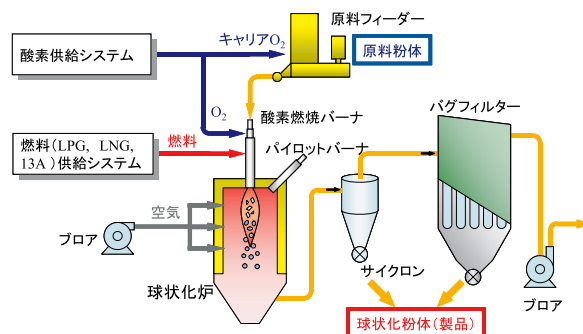 原料フィーダー
キャリアO₂
酸素供給システム
原料粉体
O₂
酸素燃焼バーナ
バグフィルター
燃料
燃料(LPG, LNG,
13A)供給システム
パイロットバーナ
空気
ブロア
サイクロン
球状化炉
ブロア
球状化粉体(製品)